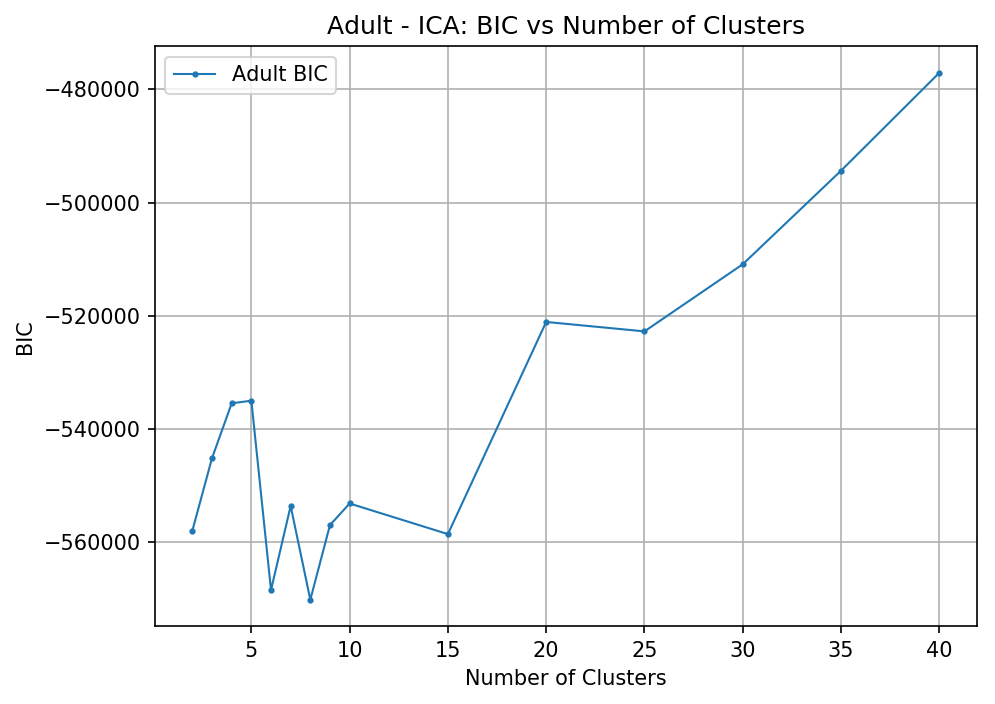 Adult - ICA: BIC vs Number of Clusters
Adult BIC
−480000
−500000
−520000
−540000
−560000
BIC
5 10 15 20 25 30 35 40
Number of Clusters